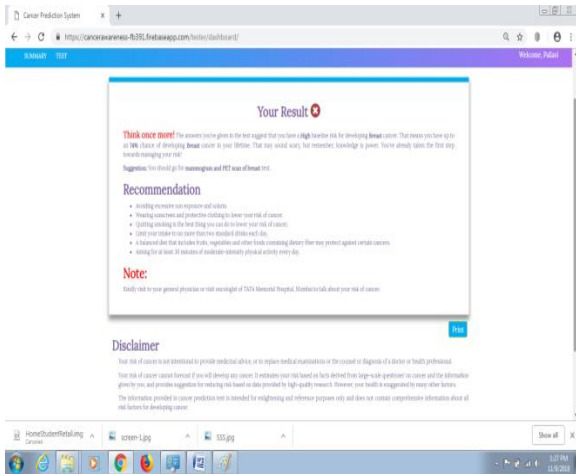 Cancer Prediction System
https://cancerawareness-fb391.firebaseapp.com/tester/dashboard/
SUMMARY TEST
Welcome, Pallavi
Your Result
Think once more! The answers you've given in the test suggest that you have a High baseline risk for developing Breast cancer. That means you have up to
an chance of developing Breast cancer in your lifetime. That may sound scary, but remember, knowledge is power. You've already taken the first step
towards managing your risk!
Suggestion: You should go for mammogram and PET scan of breast test.
Recommendation
Avoiding excessive sun exposure and solaria.
Wearing sunscreen and protective clothing to lower your risk of cancer.
Quitting smoking is the best thing you can do to lower your risk of cancer.
Limit your intake to no more than two standard drinks each day.
A balanced diet that includes fruits, vegetables and other foods containing dietary fiber may protect against certain cancers.
Aiming for at least 30 minutes of moderate-intensity physical activity every day.
Note:
Kindly visit to your general physician or visit oncologist of TATA Memorial Hospital, Mumbai to talk about your risk of cancer.
Print
Disclaimer
Your risk of cancer is not intentional to provide medicinal advice, or to replace medical examinations or the counsel or diagnosis of a doctor or health professional.
Your risk of cancer cannot forecast if you will develop any cancer. It estimates your risk based on facts derived from large-scale questioner on cancer and the information
given by you, and provides suggestion for reducing risk based on data provided by high-quality research. However, your health is exaggerated by many other factors.
The information provided in cancer prediction test is intended for enlightening and reference purposes only and does not contain comprehensive information about all
risk factors for developing cancer.
HomeStudentRetail.img
Canceled
screen-1.jpg
SSS.jpg
Show all
1:27 PM
11/9/2018